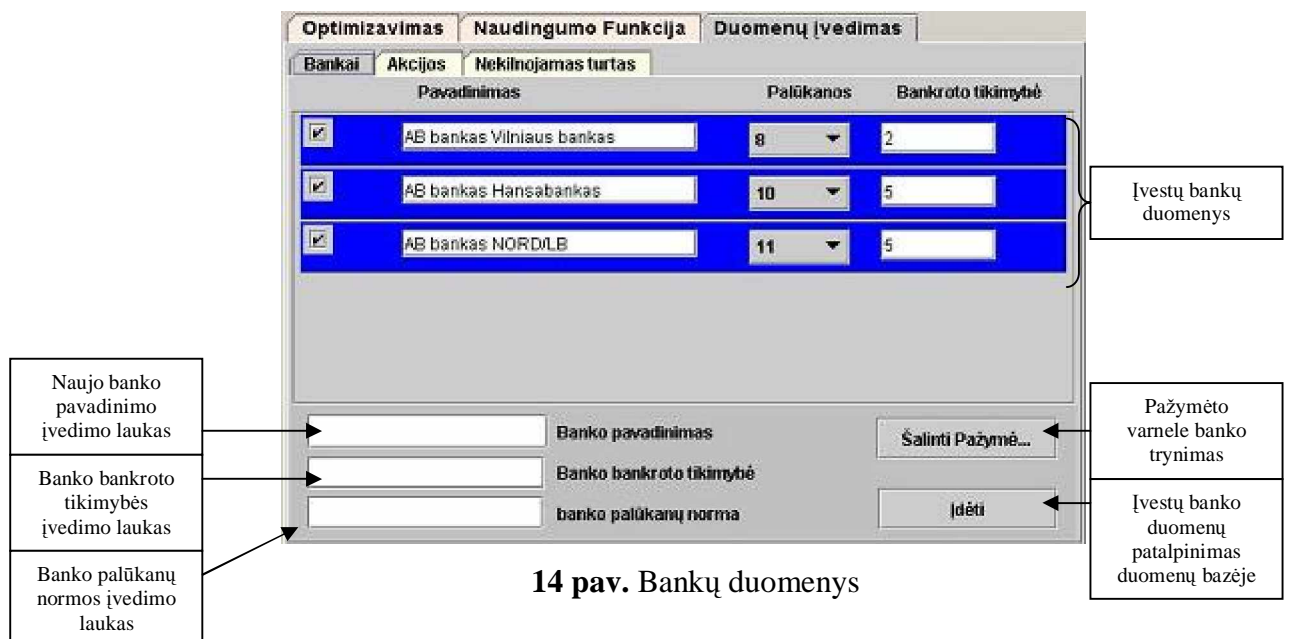 Optimizavimas Naudingumo Funkcija Duomenų įvedimas
Bankai Akcijos Nekilnojamas turtas
Pavadinimas Palūkanos Bankroto tikimybė
AB bankas Vilniaus bankas 8 2
AB bankas Hansabankas 10 5
AB bankas NORD/LB 11 5
Įvestų bankų
duomenys
Naujo banko
pavadinimo
įvedimo laukas
Banko bankroto
tikimybės
įvedimo laukas
Banko palūkanų
normos įvedimo
laukas
Banko pavadinimas
Banko bankroto tikimybė
banko palūkanų norma
Šalinti Pažymė...
Įdėti
Pažymėto
varnele banko
trynimas
Įvestų banko
duomenų
patalpinimas
duomenų bazėje
14 pav. Bankų duomenys